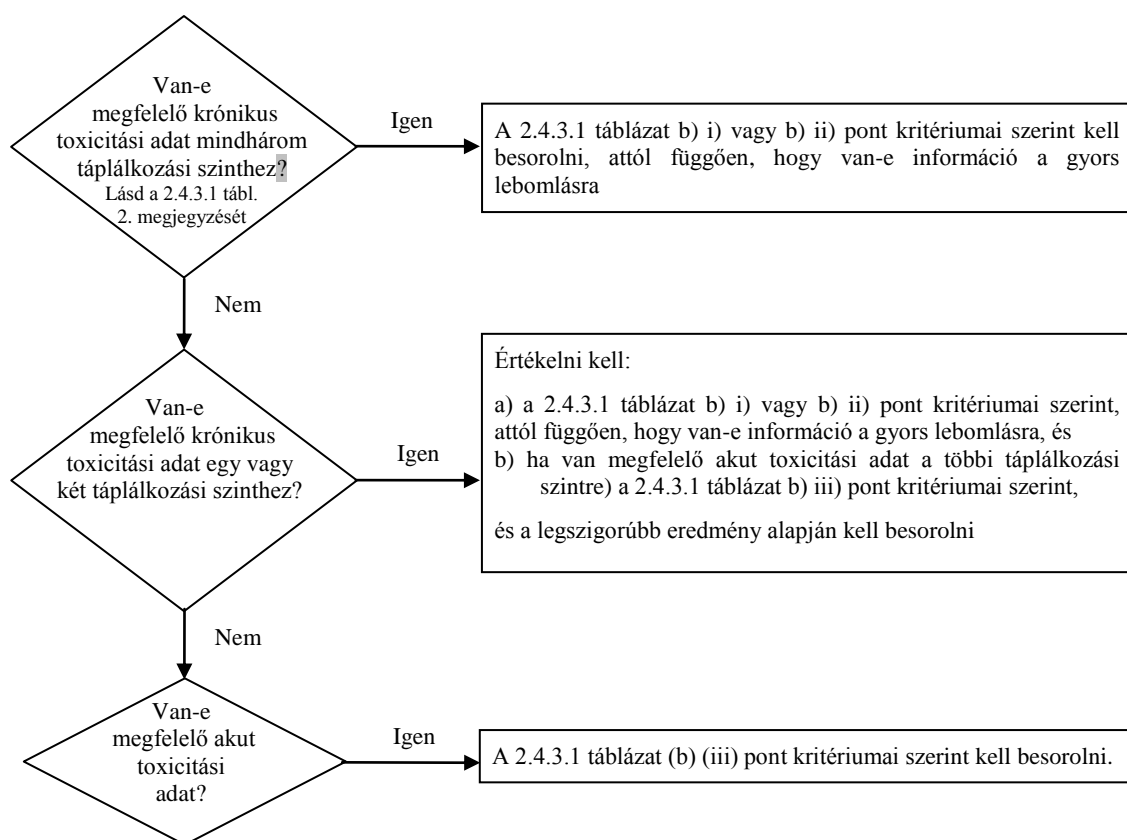 Van-e
megfelelő krónikus
toxicitási adat mindhárom
táplálkozási szinthez?
Lásd a 2.4.3.1 tábl.
2. megjegyzését
Igen
A 2.4.3.1 táblázat b) i) vagy b) ii) pont kritériumai szerint kell
besorolni, attól függően, hogy van-e információ a gyors
lebomlásra
Nem
Van-e
megfelelő krónikus
toxicitási adat egy vagy
két táplálkozási szinthez?
Igen
Értékelni kell:
a) a 2.4.3.1 táblázat b) i) vagy b) ii) pont kritériumai szerint,
attól függően, hogy van-e információ a gyors lebomlásra, és
b) ha van megfelelő akut toxicitási adat a többi táplálkozási
szintre) a 2.4.3.1 táblázat b) iii) pont kritériumai szerint,
és a legszigorúbb eredmény alapján kell besorolni
Nem
Van-e
megfelelő akut
toxicitási
adat?
Igen
A 2.4.3.1 táblázat (b) (iii) pont kritériumai szerint kell besorolni.